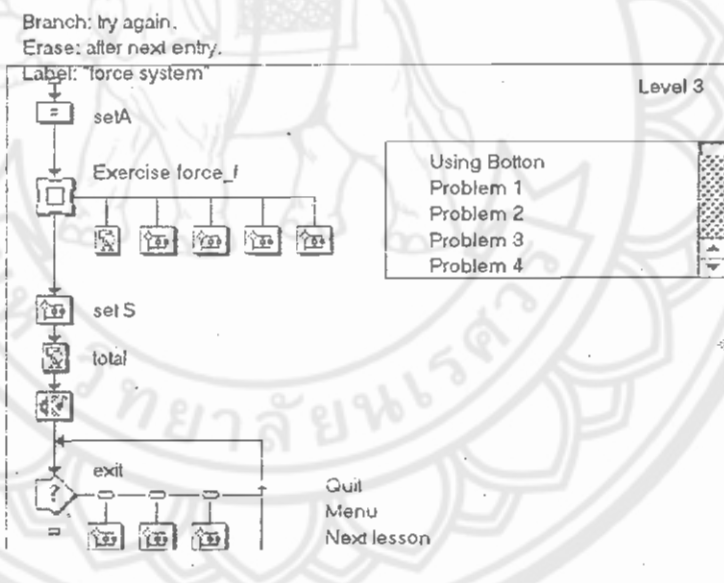 Branch: try again.
Erase: after next entry.
Label: "force system"
Level 3
setA
Exercise force_f
Using Botton
Problem 1
Problem 2
Problem 3
Problem 4
set S
total
exit
Quit
Menu
Next lesson